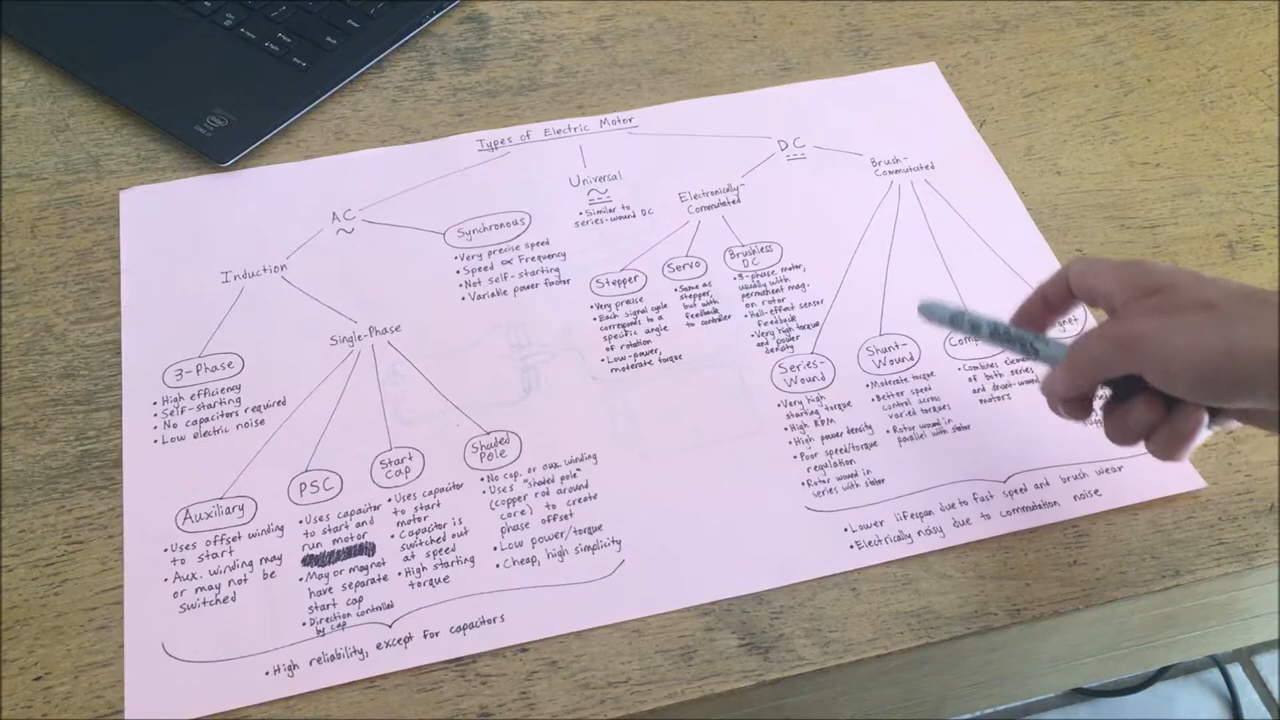 Types of Electric Motor
AC
Induction
3-Phase
• High efficiency
• Self-starting
• No capacitors required
• Low electric noise
Single-Phase
Auxiliary
• Uses offset winding
to start
• Aux. winding may
or may not be
switched
PSC
• Uses capacitor
to start and
run motor
• May or may not
have separate
start cap
• Direction controlled
by cap
Start
Cap
• Uses capacitor
to start
motor
• Capacitor is
switched out
at speed
• High starting
torque
Shaded
Pole
• No cap. or aux. winding
• Uses "shaded pole"
(copper rod around
core) to create
phase offset
• Low power/torque
• Cheap, high simplicity
• High reliability, except for capacitors
Synchronous
• Very precise speed
• Speed ∝ Frequency
• Not Self-starting
• Variable power factor
Universal
• Similar to
series-wound DC
DC
Electronically-
Commutated
Stepper
• Very precise
• Each signal cycle
corresponds to a
specific angle
of rotation
• Low-power,
moderate torque
Servo
• Same as
stepper,
but with
feedback
to controller
Brushless
DC
• 3-phase motor,
usually with
permanent mag.
on rotor
• Hall-effect sensor
feedback
• Very high torque
and power
density
Brush-
Commutated
Series-
Wound
• Very high
starting torque
• High RPM
• High power density
• Poor speed/torque
regulation
• Rotor wound in
series with stator
Shunt-
Wound
• Moderate torque
• Better speed
control across
varied torques
• Rotor wound in
parallel with stator
• Combines
of both series
and shunt-wound
motors
• Lower lifespan due to fast speed and brush wear
• Electrically noisy due to commutation noise
intel